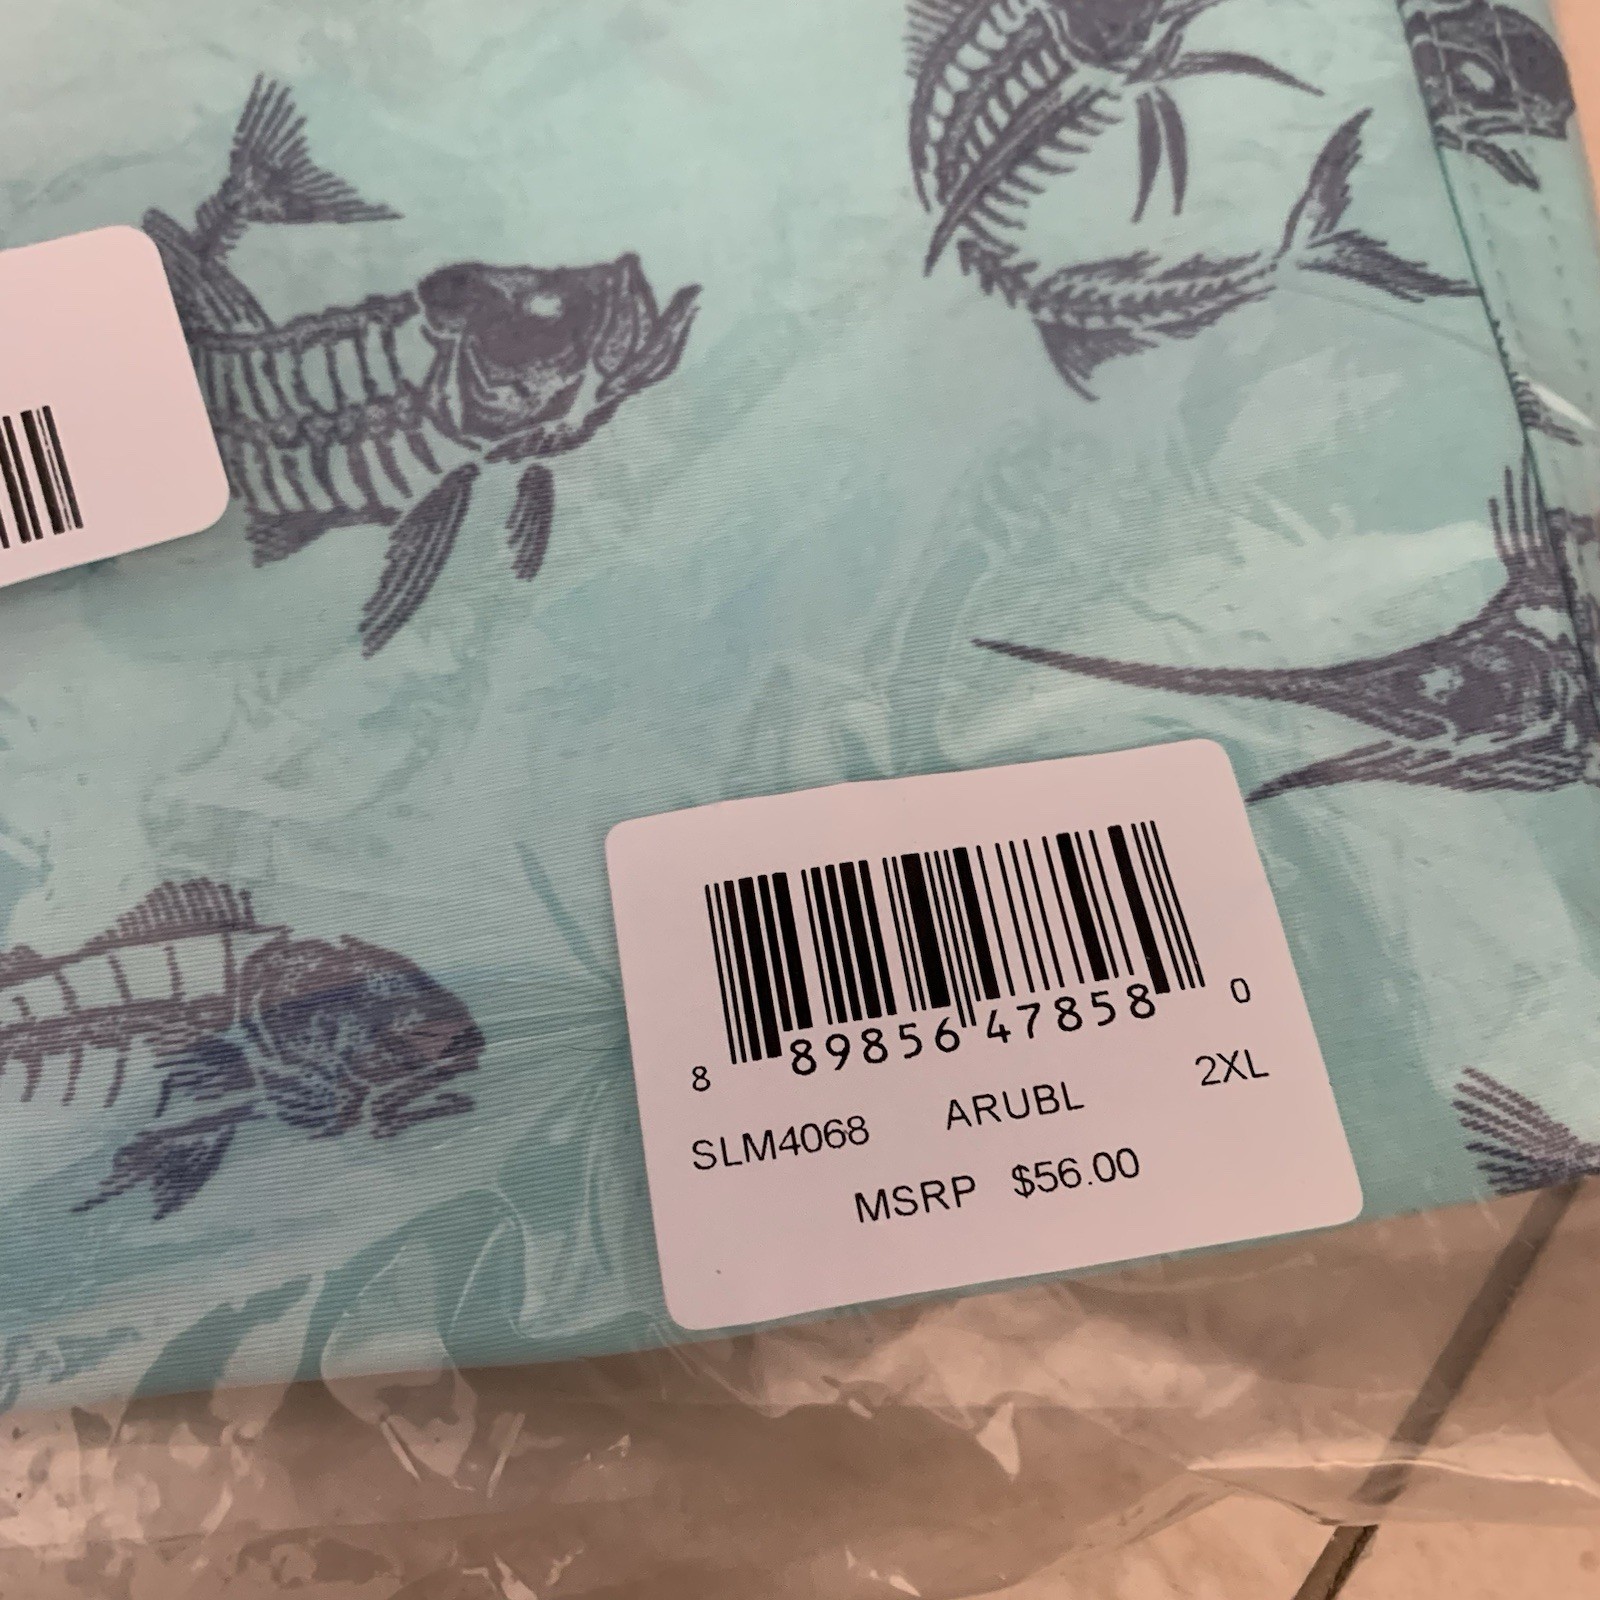 8 89856 47858 0
SLM4068 ARUBL 2XL
MSRP $56.00